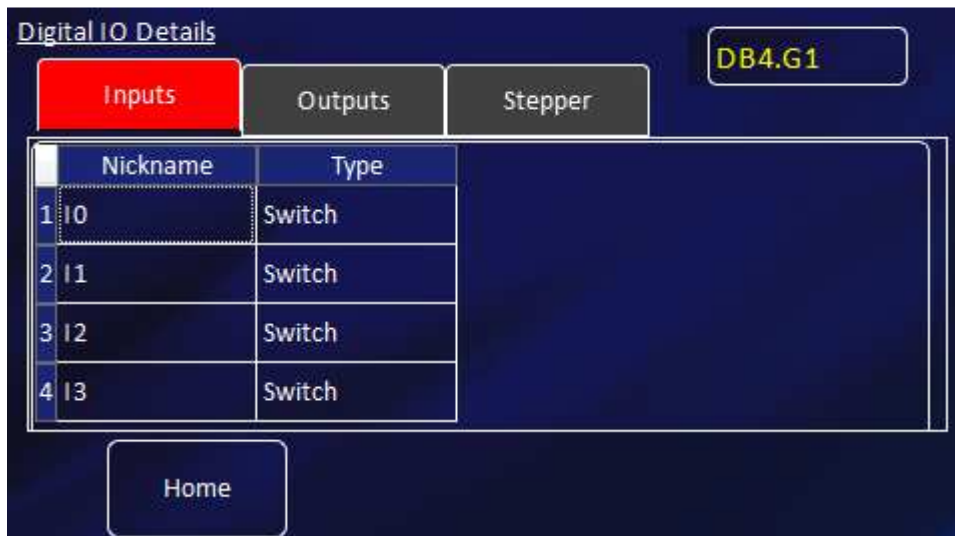 Digital IO Details
DB4.G1
Inputs Outputs Stepper
Nickname Type
1 I0 Switch
2 I1 Switch
3 I2 Switch
4 I3 Switch
Home